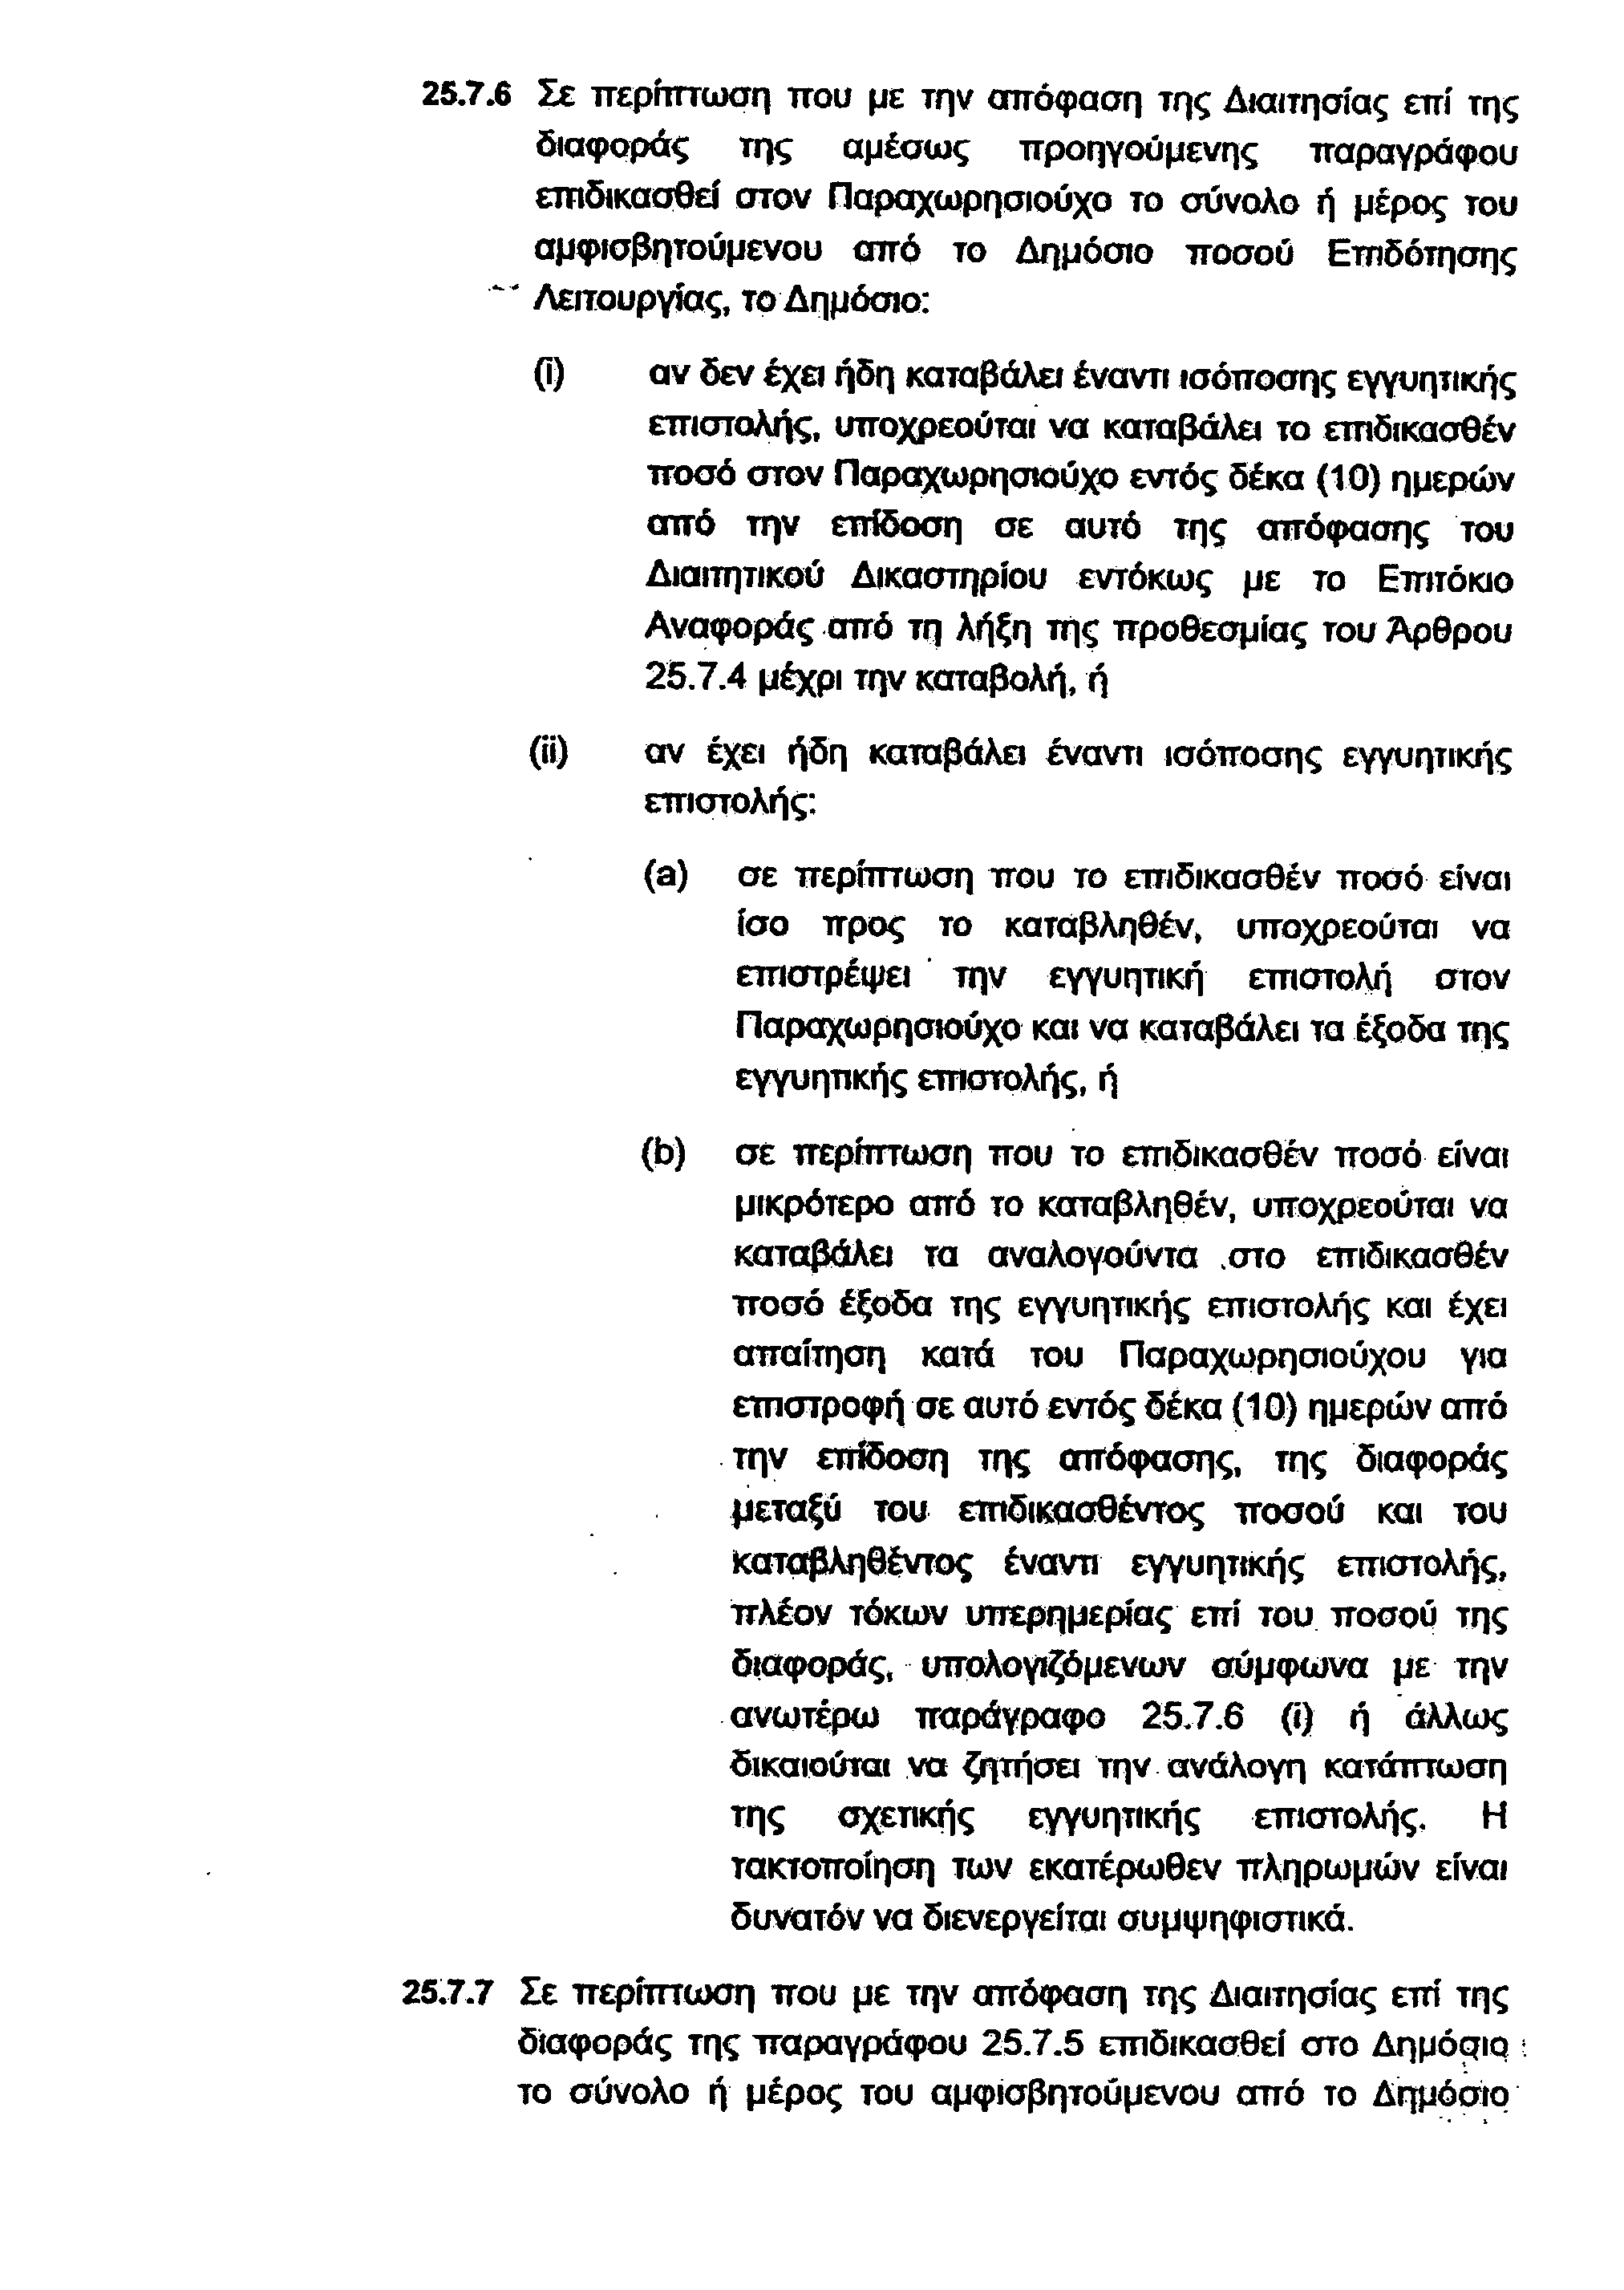 25.7.6 Σε περίπτωση που με την απόφαση της Διαιτησίας επί της
διαφοράς της αμέσως προηγούμενης παραγράφου
επιδικασθεί στον Παραχωρησιούχο το σύνολο ή μέρος του
αμφισβητούμενου από το Δημόσιο ποσού Επιδότησης
Λειτουργίας, το Δημόσιο:
(i) αν δεν έχει ήδη καταβάλει έναντι ισόποσης εγγυητικής
επιστολής, υποχρεούται να καταβάλει το επιδικασθέν
ποσό στον Παραχωρησιούχο εντός δέκα (10) ημερών
από την επίδοση σε αυτό της απόφασης του
Διαιτητικού Δικαστηρίου εντόκως με το Επιτόκιο
Αναφοράς από τη λήξη της προθεσμίας του Άρθρου
25.7.4 μέχρι την καταβολή, ή
(ii) αν έχει ήδη καταβάλει έναντι ισόποσης εγγυητικής
επιστολής:
(a) σε περίπτωση που το επιδικασθέν ποσό είναι
ίσο προς το καταβληθέν, υποχρεούται να
επιστρέψει την εγγυητική επιστολή στον
Παραχωρησιούχο και να καταβάλει τα έξοδα της
εγγυητικής επιστολής, ή
(b) σε περίπτωση που το επιδικασθέν ποσό είναι
μικρότερο από το καταβληθέν, υποχρεούται να
καταβάλει τα αναλογούντα στο επιδικασθέν
ποσό έξοδα της εγγυητικής επιστολής και έχει
απαίτηση κατά του Παραχωρησιούχου για
επιστροφή σε αυτό εντός δέκα (10) ημερών από
την επίδοση της απόφασης, της διαφοράς
μεταξύ του επιδικασθέντος ποσού και του
καταβληθέντος έναντι εγγυητικής επιστολής,
πλέον τόκων υπερημερίας επί του ποσού της
διαφοράς, υπολογιζόμενων σύμφωνα με την
ανωτέρω παράγραφο 25.7.6 (i) ή άλλως
δικαιούται να ζητήσει την ανάλογη κατάπτωση
της σχετικής εγγυητικής επιστολής. Η
τακτοποίηση των εκατέρωθεν πληρωμών είναι
δυνατόν να διενεργείται συμψηφιστικά.
25.7.7 Σε περίπτωση που με την απόφαση της Διαιτησίας επί της
διαφοράς της παραγράφου 25.7.5 επιδικασθεί στο Δημόσιο
το σύνολο ή μέρος του αμφισβητούμενου από το Δημόσιο